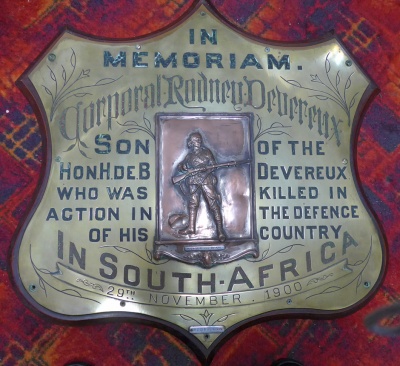 IN
MEMORIAM.
Corporal Rodney Devereux
SON OF THE
HON H DE B DEVEREUX
WHO WAS KILLED IN
ACTION IN THE DEFENCE
OF HIS COUNTRY
IN SOUTH-AFRICA
29TH NOVEMBER. 1900